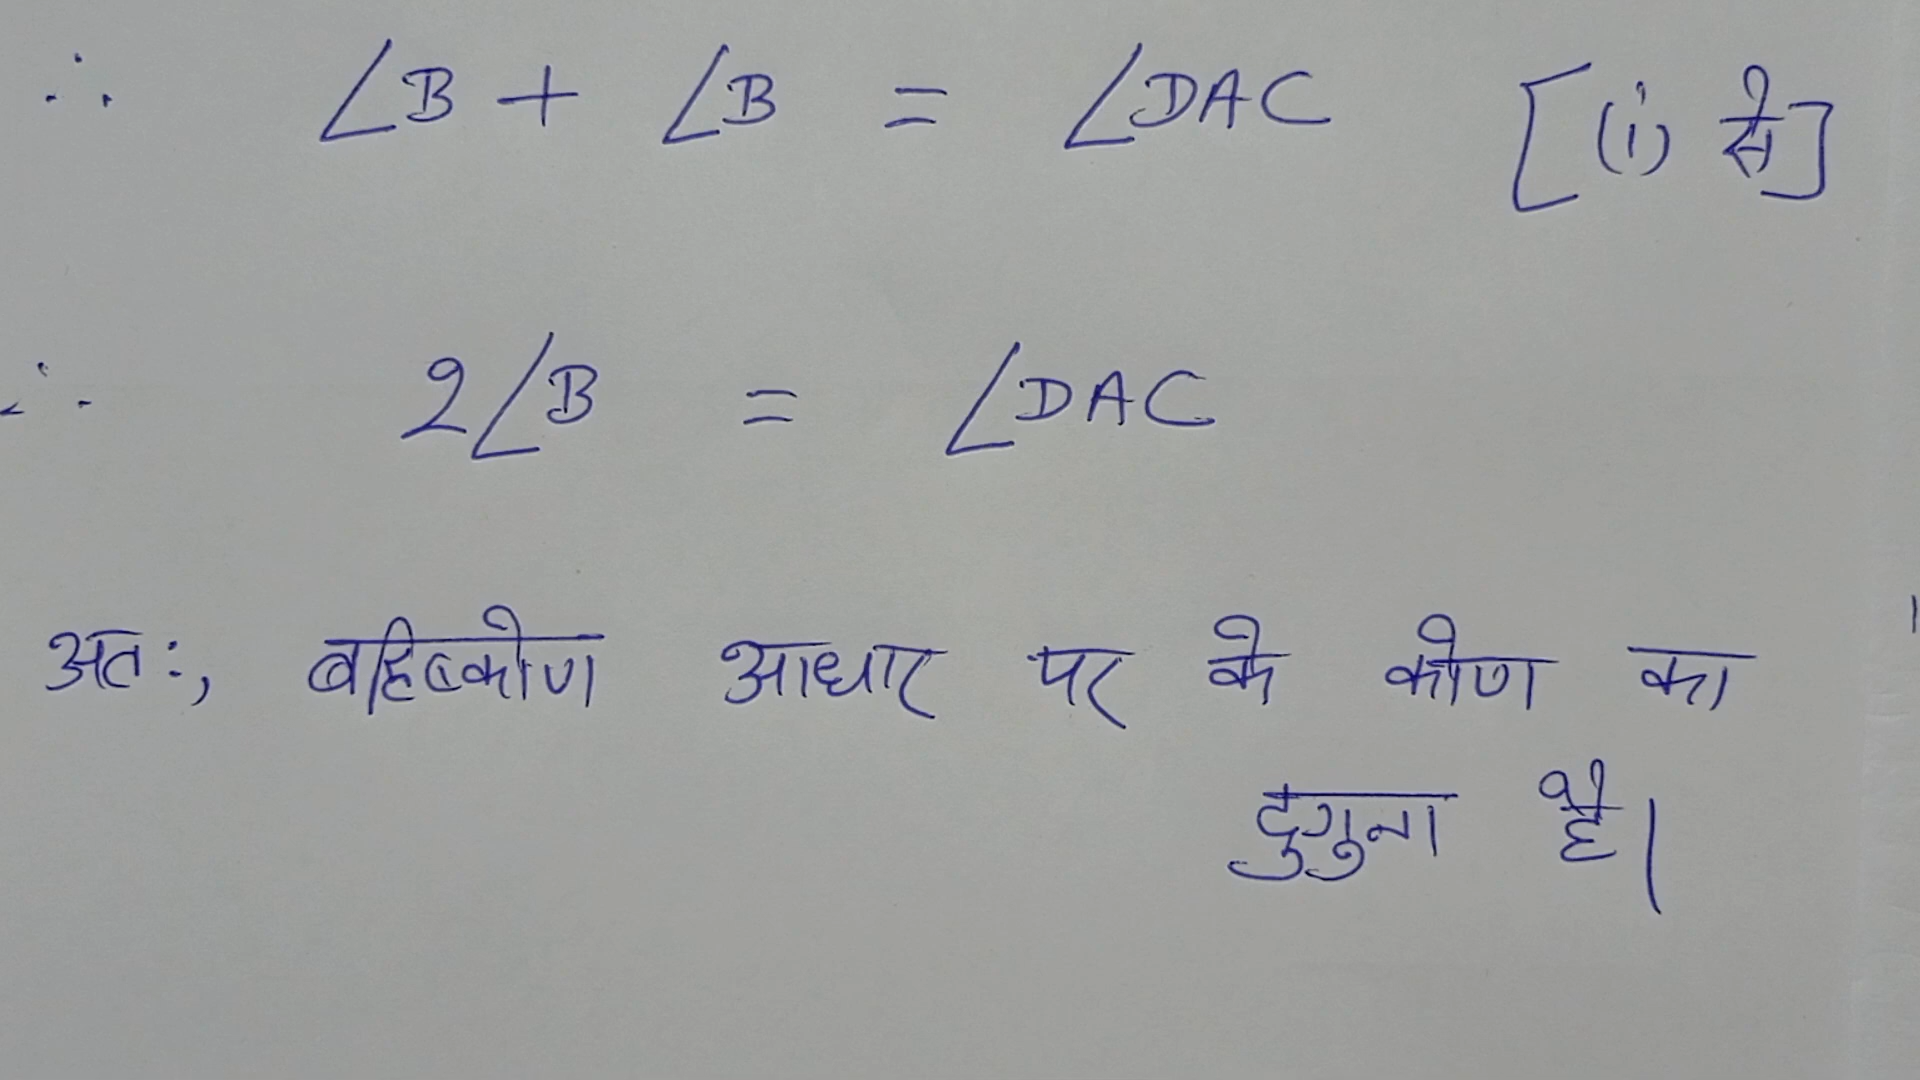 ∴ ∠B + ∠B = ∠DAC [(i) से]
∴ 2∠B = ∠DAC
अतः, बहिष्कोण आधार पर के कोण का
दुगुना है।